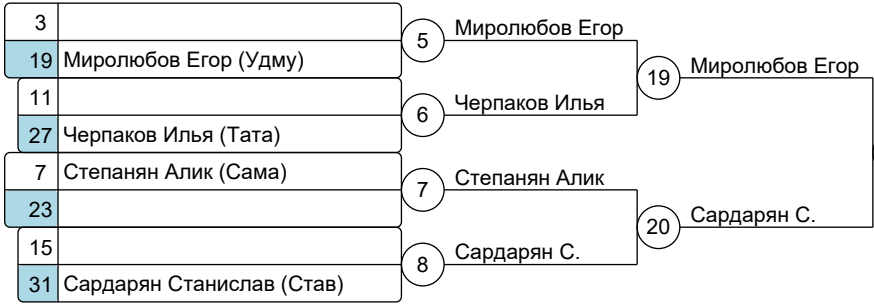 3
5
Миролюбов Егор
19 Миролюбов Егор (Удму)
19
Миролюбов Егор
11
6
Черпаков Илья
27 Черпаков Илья (Тата)
7 Степанян Алик (Сама)
7
Степанян Алик
23
20
Сардарян С.
15
8
Сардарян С.
31 Сардарян Станислав (Став)